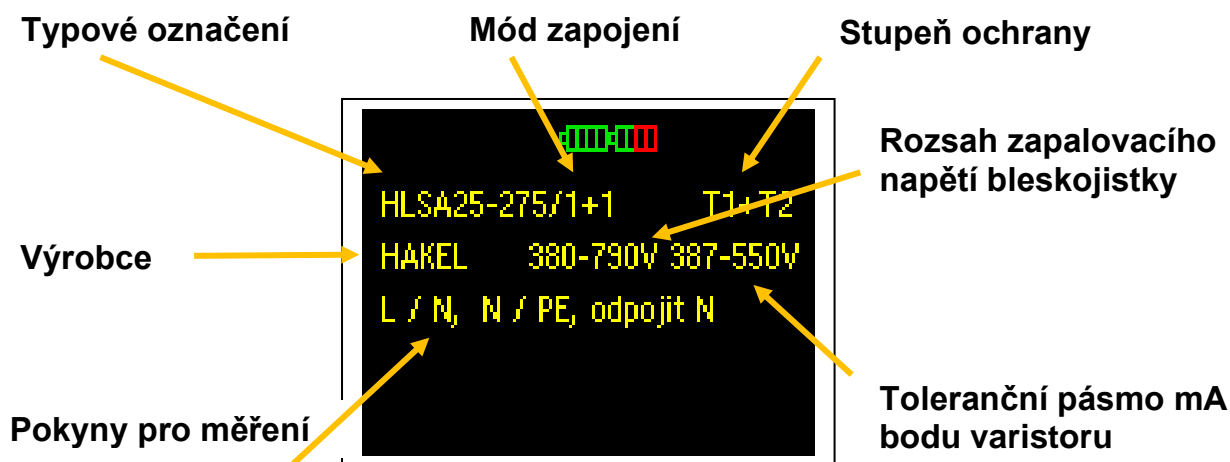 Typové označení
Mód zapojení
Stupeň ochrany
Rozsah zapalovacího
napětí bleskojistky
HLSA25-275/1+1 T1+T2
Výrobce
HAKEL 380-790V 387-550V
L / N, N / PE, odpojit N
Toleranční pásmo mA
bodu varistoru
Pokyny pro měření